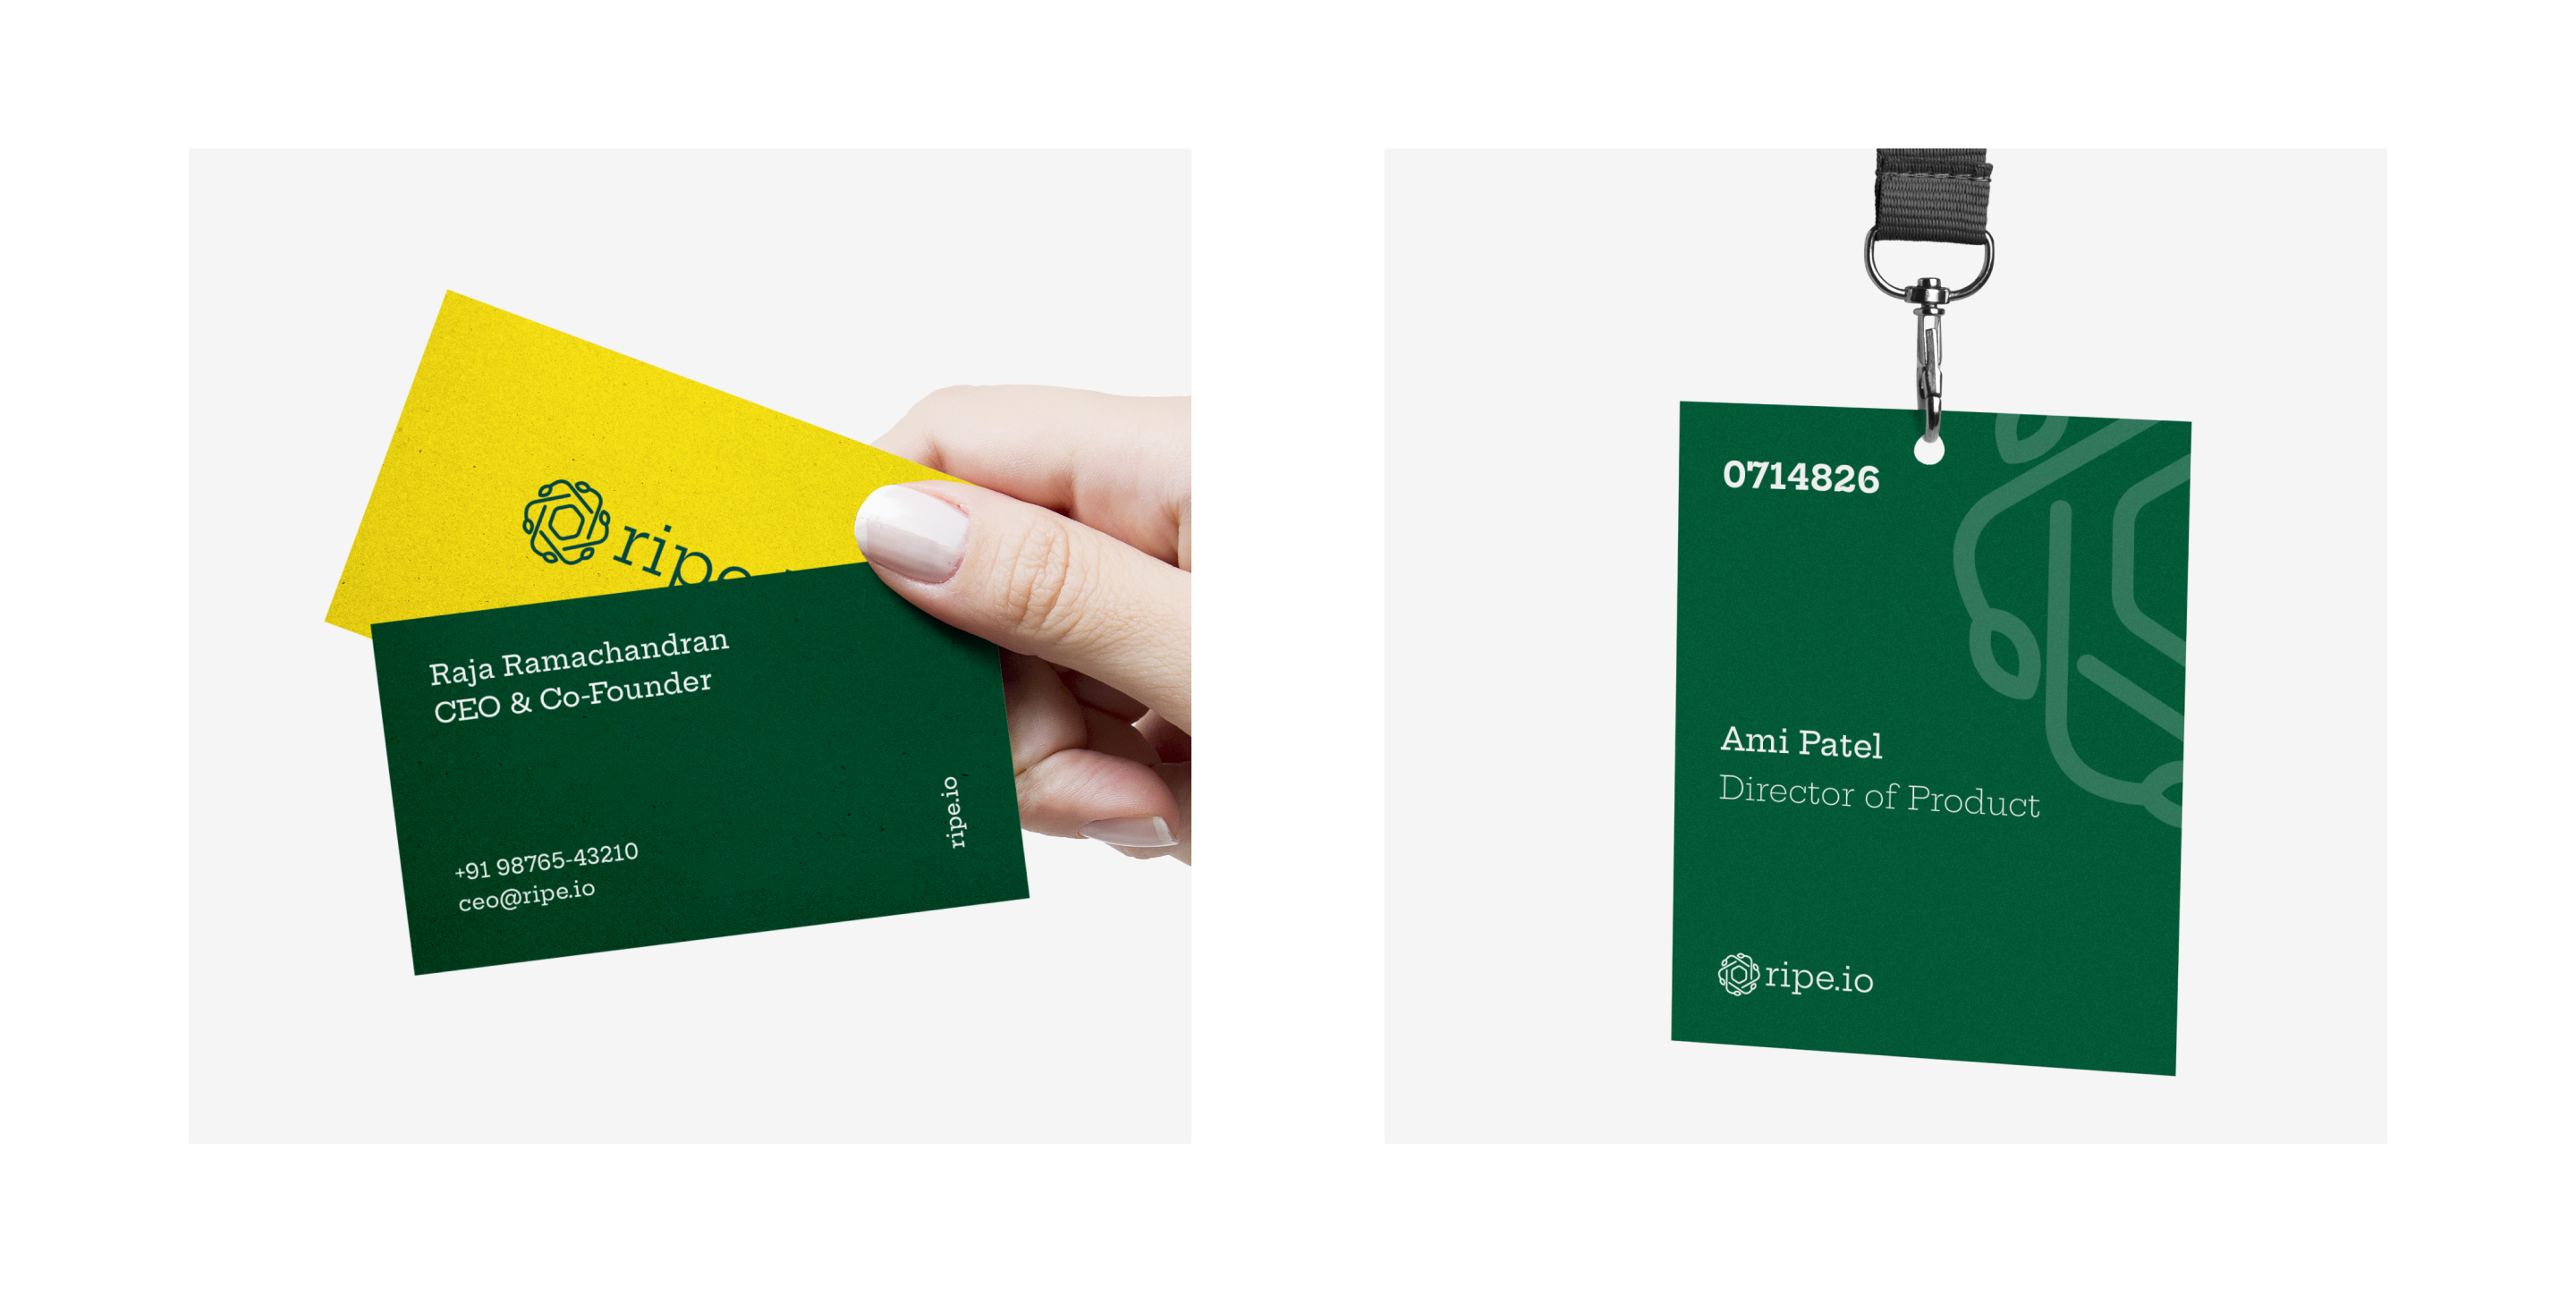 ripe
Raja Ramachandran
CEO & Co-Founder
+91 98765-43210
ceo@ripe.io
ripe.io
0714826
Ami Patel
Director of Product
ripe.io